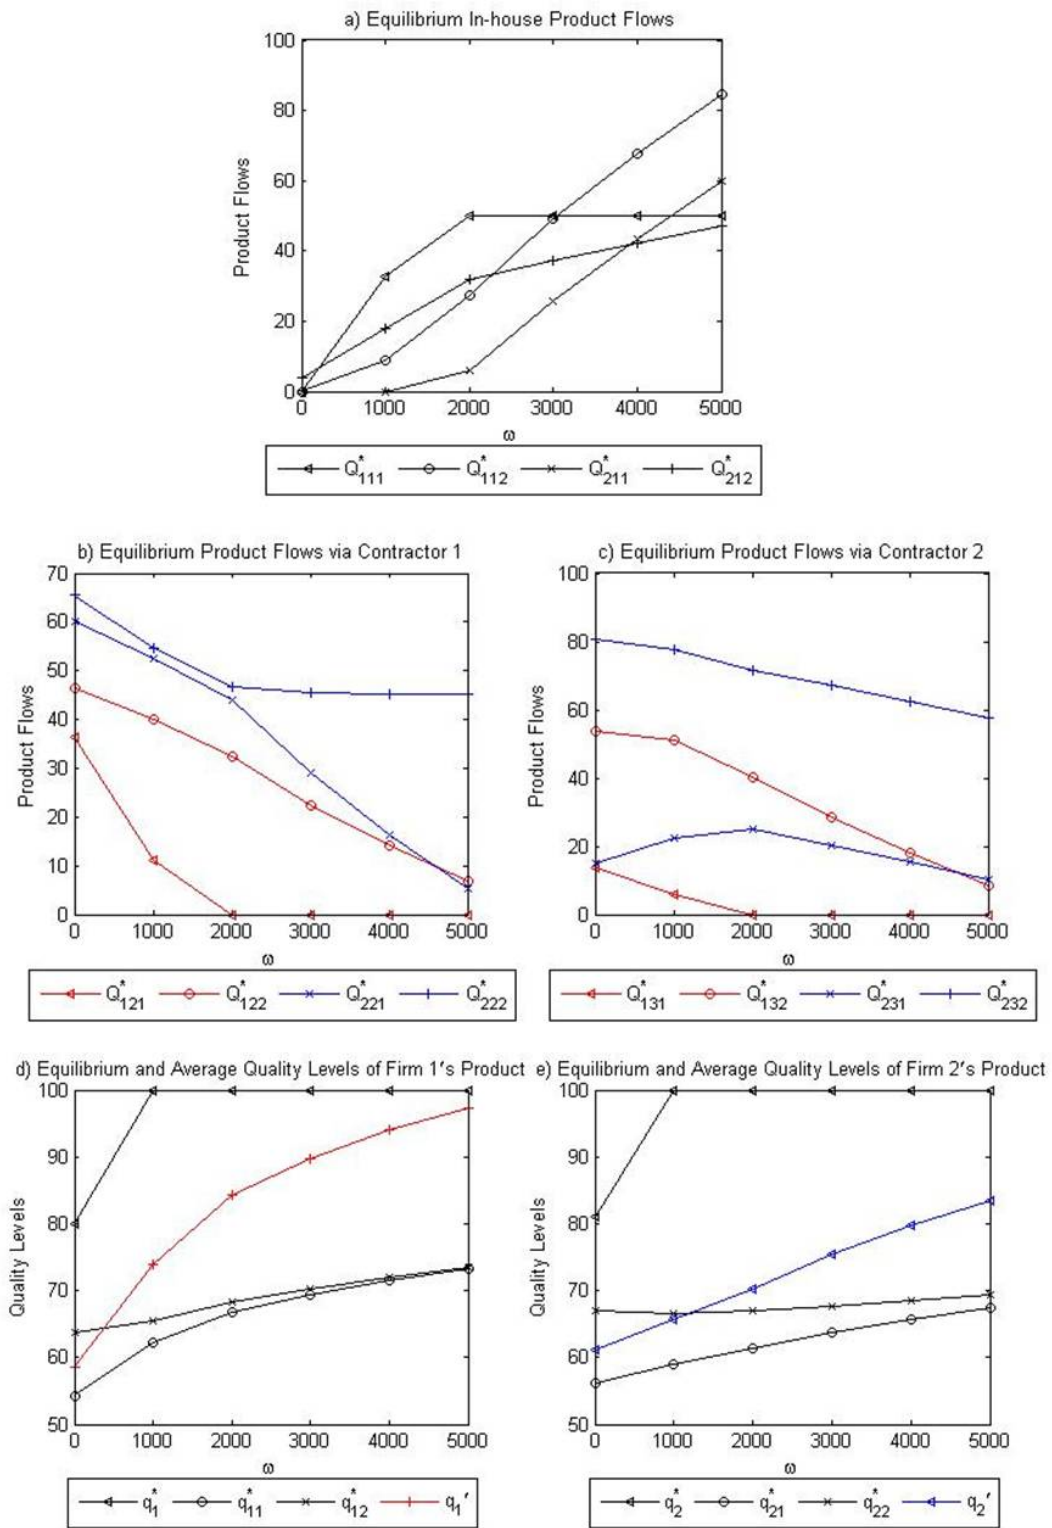 a) Equilibrium In-house Product Flows
100
80
60
40
20
0
Product Flows
0 1000 2000 3000 4000 5000
ω
Q*111 Q*112 Q*211 Q*212
b) Equilibrium Product Flows via Contractor 1
70
60
50
40
30
20
10
0
Product Flows
0 1000 2000 3000 4000 5000
ω
Q*121 Q*122 Q*221 Q*222
c) Equilibrium Product Flows via Contractor 2
100
80
60
40
20
0
Product Flows
0 1000 2000 3000 4000 5000
ω
Q*131 Q*132 Q*231 Q*232
d) Equilibrium and Average Quality Levels of Firm 1's Product
100
90
80
70
60
50
Quality Levels
0 1000 2000 3000 4000 5000
ω
q*1 q*11 q*12 q1'
e) Equilibrium and Average Quality Levels of Firm 2's Product
100
90
80
70
60
50
Quality Levels
0 1000 2000 3000 4000 5000
ω
q*2 q*21 q*22 q2'